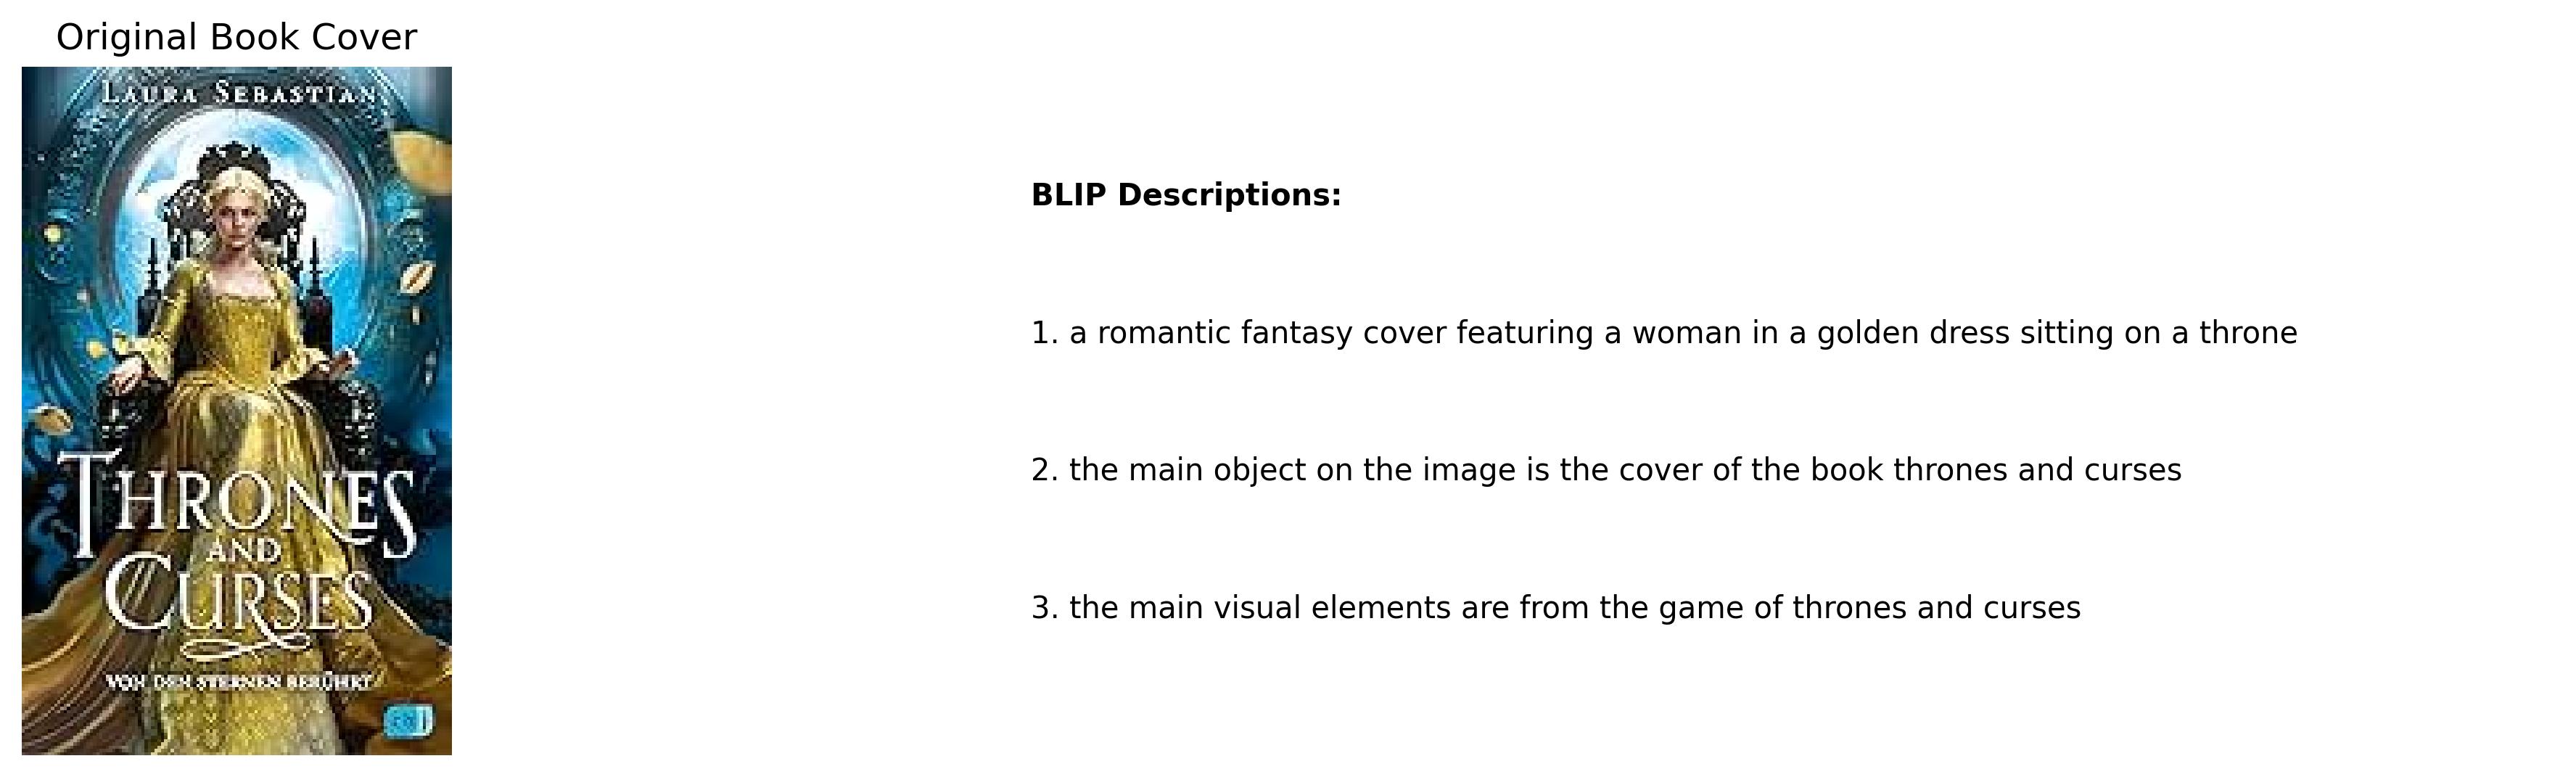 Original Book Cover
LAURA SEBASTIAN
THRONES
AND
CURSES
VON DEN STERNEN BERÜHRT
cbj
BLIP Descriptions:
1. a romantic fantasy cover featuring a woman in a golden dress sitting on a throne
2. the main object on the image is the cover of the book thrones and curses
3. the main visual elements are from the game of thrones and curses